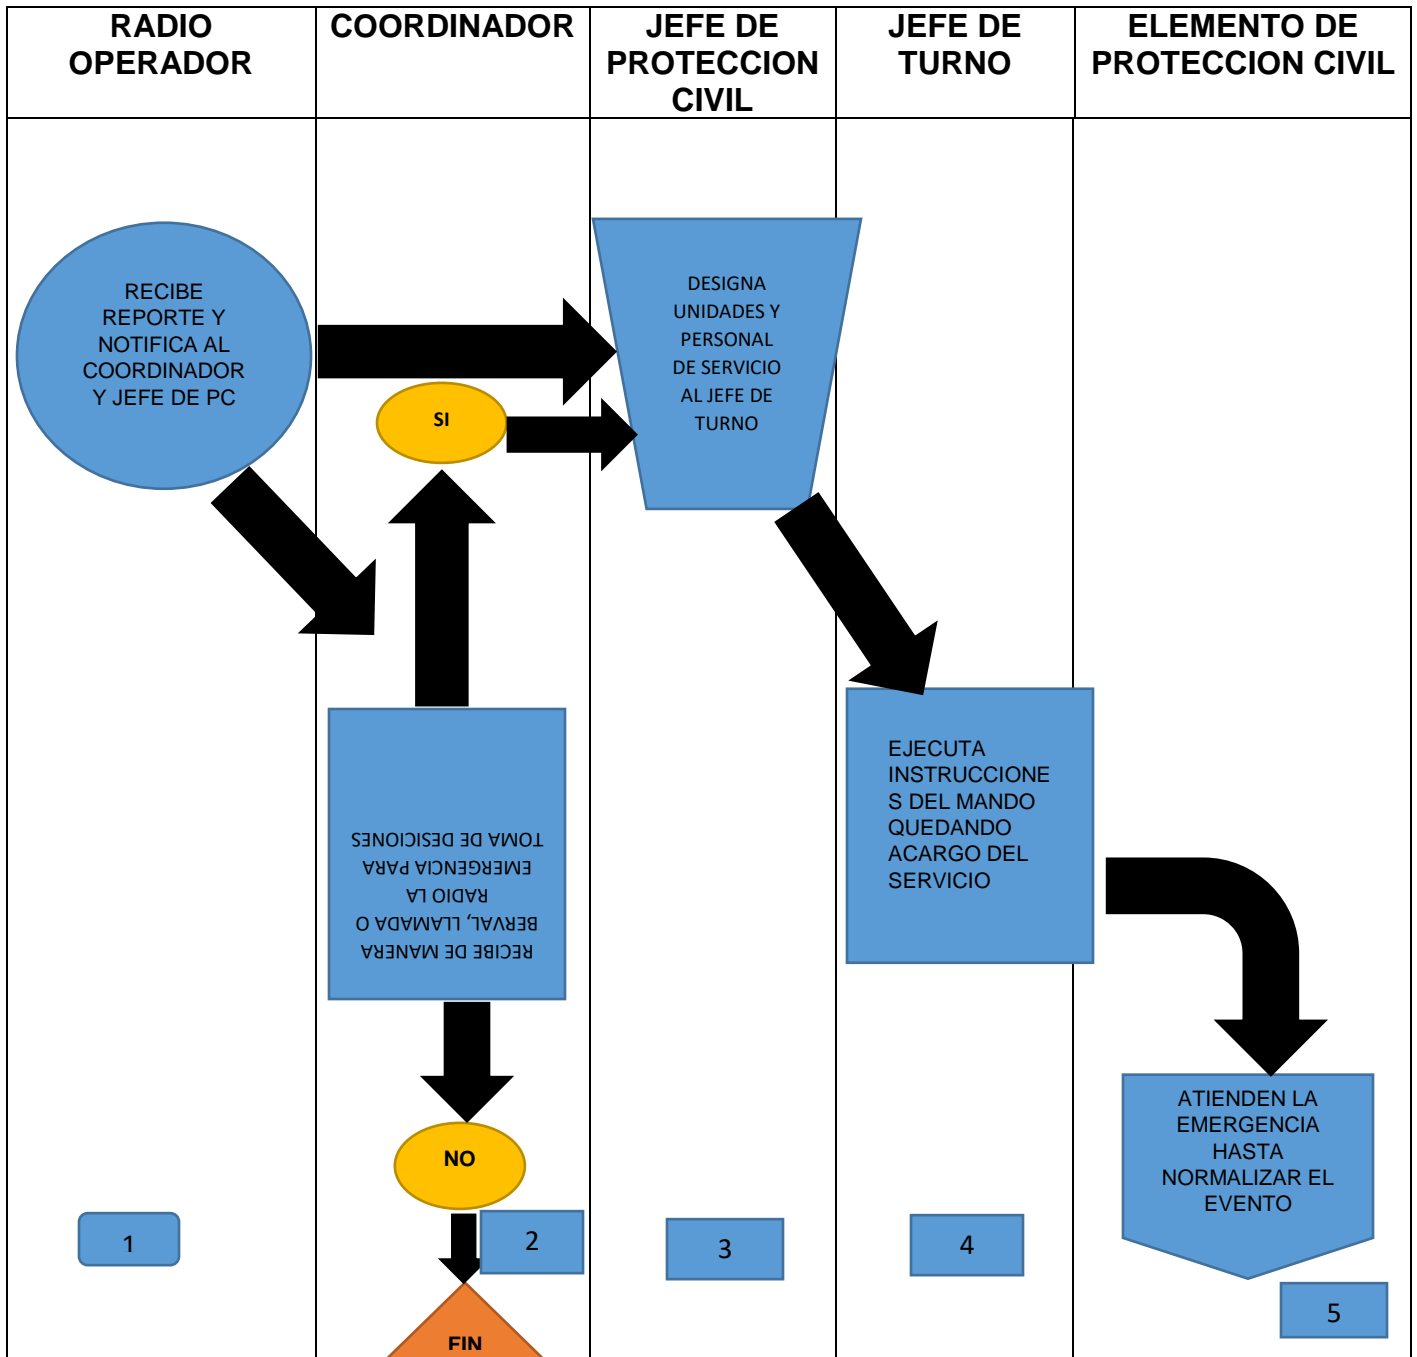 RADIO
OPERADOR
COORDINADOR
JEFE DE
PROTECCION
CIVIL
JEFE DE
TURNO
ELEMENTO DE
PROTECCION CIVIL
RECIBE
REPORTE Y
NOTIFICA AL
COORDINADOR
Y JEFE DE PC
SI
DESIGNA
UNIDADES Y
PERSONAL
DE SERVICIO
AL JEFE DE
TURNO
RECIBE DE MANERA
BERVAL, LLAMADA O
RADIO LA
EMERGENCIA PARA
TOMA DE DESICIONES
EJECUTA
INSTRUCCIONE
S DEL MANDO
QUEDANDO
ACARGO DEL
SERVICIO
NO
ATIENDEN LA
EMERGENCIA
HASTA
NORMALIZAR EL
EVENTO
1
2
3
4
5
FIN